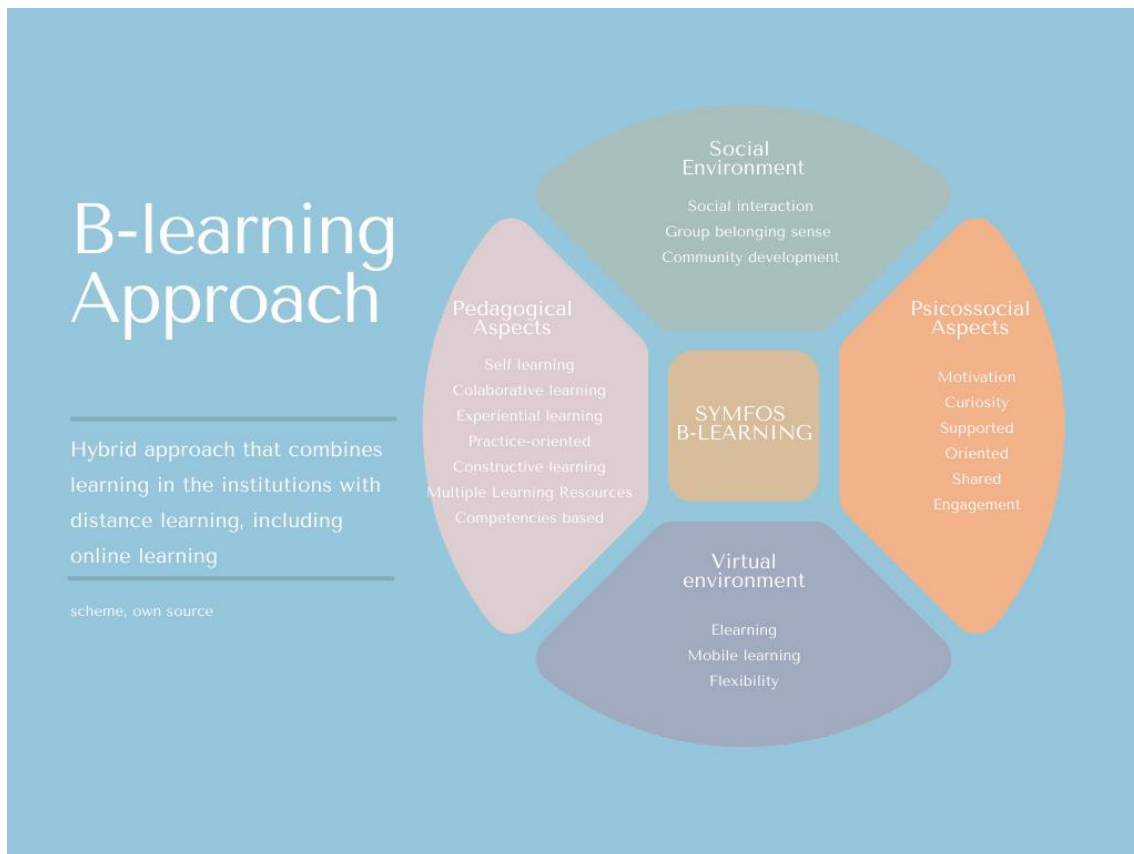 B-learning
Approach
Hybrid approach that combines
learning in the institutions with
distance learning, including
online learning
scheme, own source
Social
Environment
Social interaction
Group belonging sense
Community development
Pedagogical
Aspects
Self learning
Colaborative learning
Experiential learning
Practice-oriented
Constructive learning
Multiple Learning Resources
Competencies based
SYMFOS
B-LEARNING
Psicossocial
Aspects
Motivation
Curiosity
Supported
Oriented
Shared
Engagement
Virtual
environment
Elearning
Mobile learning
Flexibility